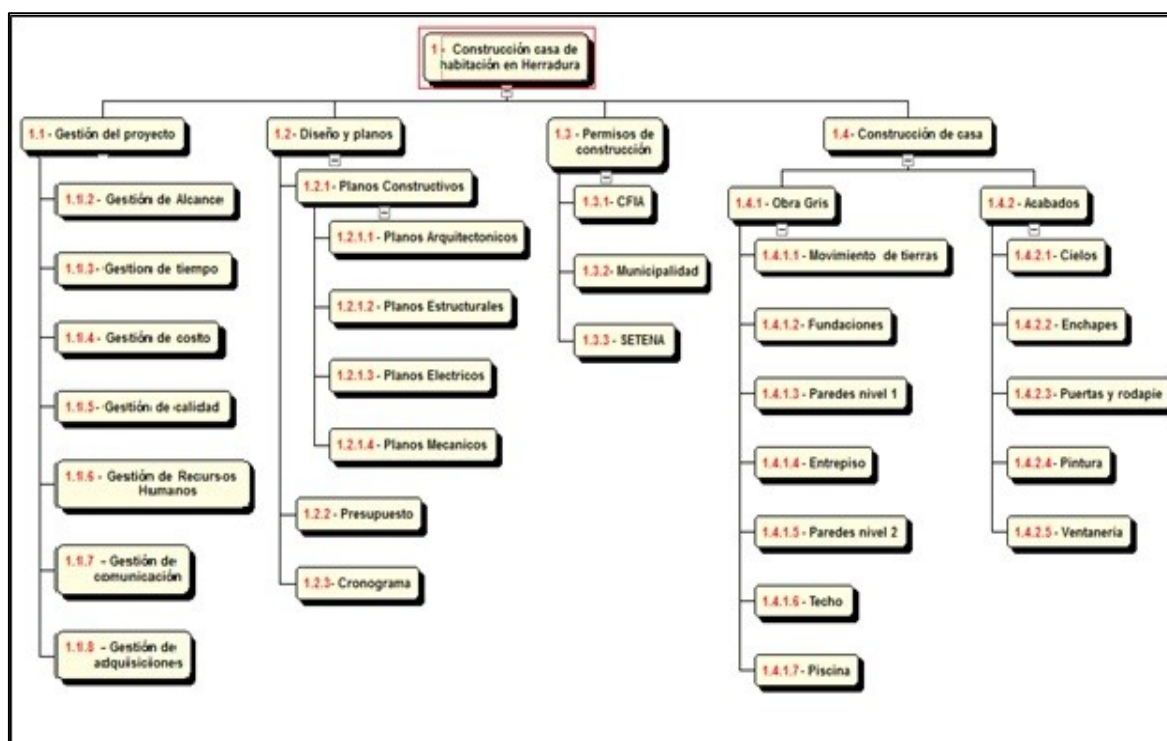 1 - Construcción casa de
habitación en Herradura
1.1 - Gestión del proyecto
1.1.2 - Gestión de Alcance
1.1.3 - Gestion de tiempo
1.1.4 - Gestión de costo
1.1.5 - Gestión de calidad
1.1.6 - Gestión de Recursos
Humanos
1.1.7 - Gestión de
comunicación
1.1.8 - Gestión de
adquisiciones
1.2 - Diseño y planos
1.2.1 - Planos Constructivos
1.2.1.1 - Planos Arquitectonicos
1.2.1.2 - Planos Estructurales
1.2.1.3 - Planos Electricos
1.2.1.4 - Planos Mecanicos
1.2.2 - Presupuesto
1.2.3- Cronograma
1.3 - Permisos de
construcción
1.3.1- CFIA
1.3.2- Municipalidad
1.3.3 - SETENA
1.4- Construcción de casa
1.4.1 - Obra Gris
1.4.1.1 - Movimiento de tierras
1.4.1.2 - Fundaciones
1.4.1.3 - Paredes nivel 1
1.4.1.4 - Entrepiso
1.4.1.5 - Paredes nivel 2
1.4.1.6 - Techo
1.4.1.7 - Piscina
1.4.2 - Acabados
1.4.2.1 - Cielos
1.4.2.2 - Enchapes
1.4.2.3 - Puertas y rodapie
1.4.2.4 - Pintura
1.4.2.5 - Ventaneria